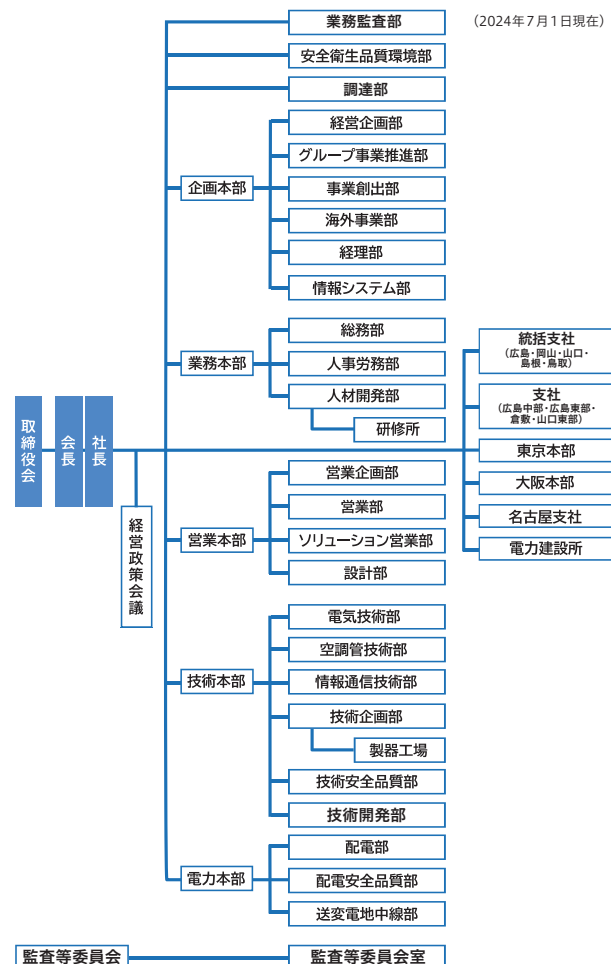 （2024年7月1日現在）
業務監査部
安全衛生品質環境部
調達部
企画本部
経営企画部
グループ事業推進部
事業創出部
海外事業部
経理部
情報システム部
業務本部
総務部
人事労務部
人材開発部
研修所
取締役会
会長
社長
経営政策会議
統括支社
（広島・岡山・山口・
島根・鳥取）
支社
（広島中部・広島東部・
倉敷・山口東部）
東京本部
大阪本部
名古屋支社
電力建設所
営業本部
営業企画部
営業部
ソリューション営業部
設計部
技術本部
電気技術部
空調管技術部
情報通信技術部
技術企画部
製器工場
技術安全品質部
技術開発部
電力本部
配電部
配電安全品質部
送変電地中線部
監査等委員会
監査等委員会室